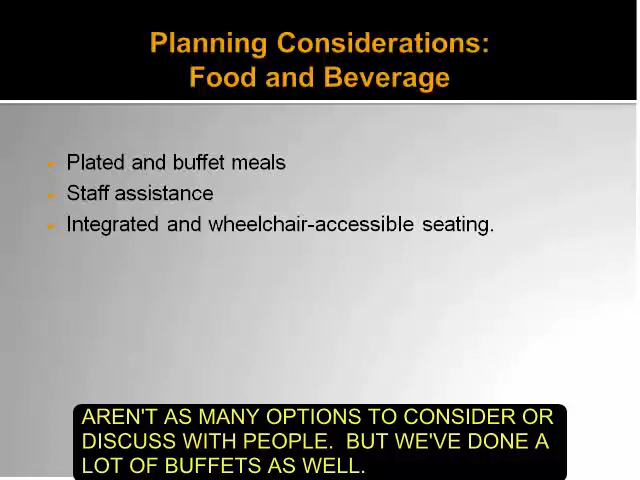 Planning Considerations:
Food and Beverage
Plated and buffet meals
Staff assistance
Integrated and wheelchair-accessible seating.
AREN'T AS MANY OPTIONS TO CONSIDER OR
DISCUSS WITH PEOPLE.  BUT WE'VE DONE A
LOT OF BUFFETS AS WELL.